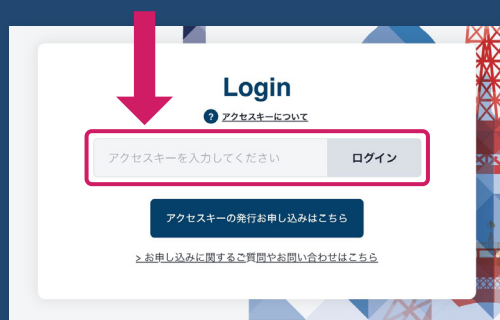 Login
? アクセスキーについて
アクセスキーを入力してください ログイン
アクセスキーの発行お申し込みはこちら
> お申し込みに関するご質問やお問い合わせはこちら